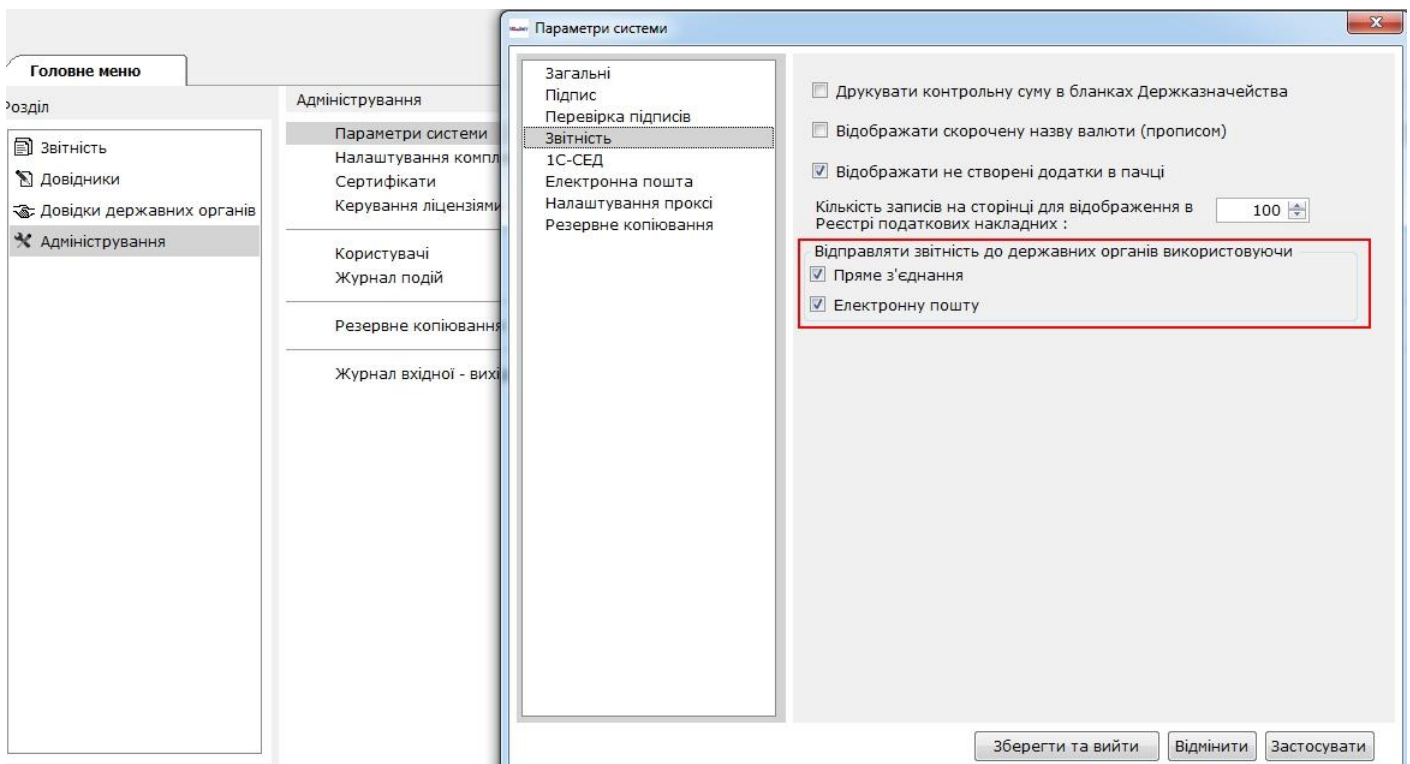 Параметри системи
Головне меню
Розділ
Звітність
Довідники
Довідки державних органів
Адміністрування
Адміністрування
Параметри системи
Налаштування компл
Сертифікати
Керування ліцензіями
Користувачі
Журнал подій
Резервне копіювання
Журнал вхідної - вихі
Загальні
Підпис
Перевірка підписів
Звітність
1С-СЕД
Електронна пошта
Налаштування проксі
Резервне копіювання
Друкувати контрольну суму в бланках Держказначейства
Відображати скорочену назву валюти (прописом)
Відображати не створені додатки в пачці
Кількість записів на сторінці для відображення в
Реєстрі податкових накладних :
100
Відправляти звітність до державних органів використовуючи
Пряме з'єднання
Електронну пошту
Зберегти та вийти
Відмінити
Застосувати